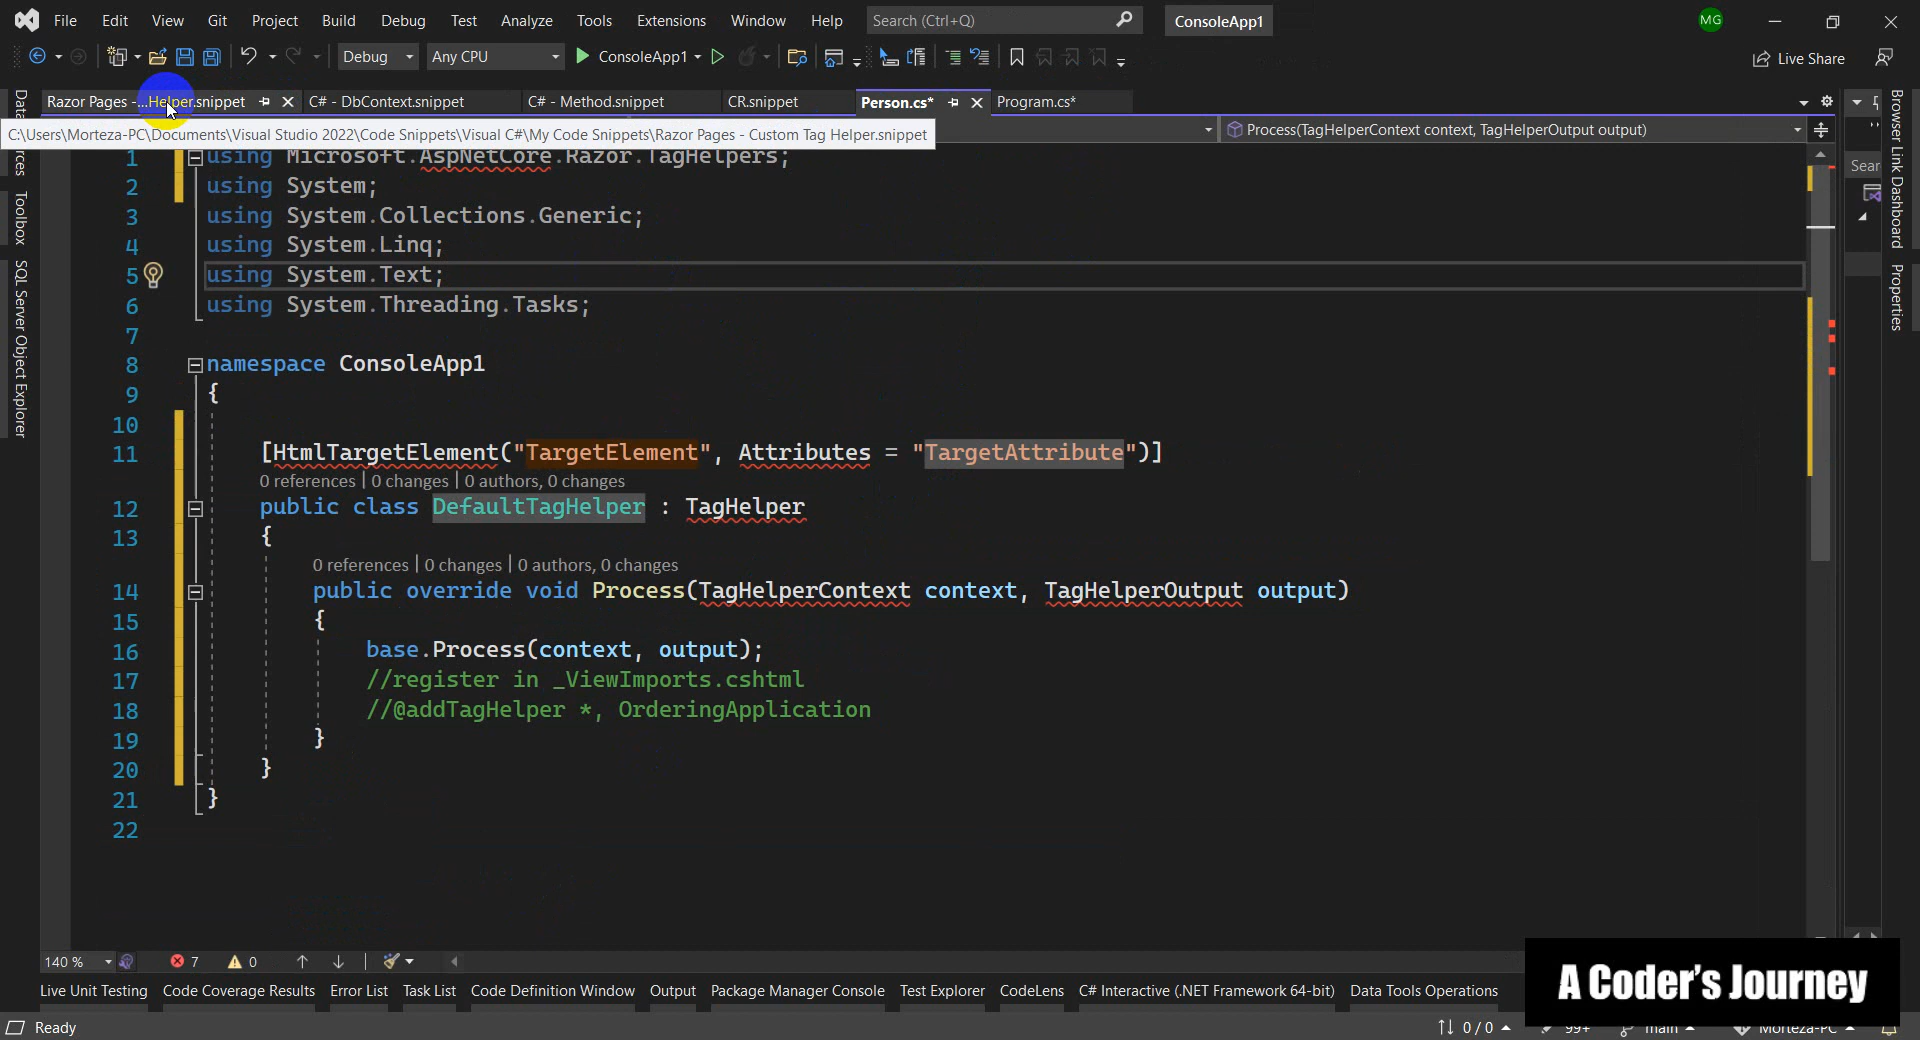 File Edit View Git Project Build Debug Test Analyze Tools Extensions Window Help Search (Ctrl+Q) ConsoleApp1 MG
Debug Any CPU ConsoleApp1 Live Share
Razor Pages -...Helper.snippet C# - DbContext.snippet C# - Method.snippet CR.snippet Person.cs* Program.cs*
C:\Users\Morteza-PC\Documents\Visual Studio 2022\Code Snippets\Visual C#\My Code Snippets\Razor Pages - Custom Tag Helper.snippet
Process(TagHelperContext context, TagHelperOutput output)
Toolbox
SQL Server Object Explorer
1 using Microsoft.AspNetCore.Razor.TagHelpers;
2 using System;
3 using System.Collections.Generic;
4 using System.Linq;
5 using System.Text;
6 using System.Threading.Tasks;
7
8 namespace ConsoleApp1
9 {
10
11 [HtmlTargetElement("TargetElement", Attributes = "TargetAttribute")]
0 references | 0 changes | 0 authors, 0 changes
12 public class DefaultTagHelper : TagHelper
13 {
0 references | 0 changes | 0 authors, 0 changes
14 public override void Process(TagHelperContext context, TagHelperOutput output)
15 {
16 base.Process(context, output);
17 //register in _ViewImports.cshtml
18 //@addTagHelper *, OrderingApplication
19 }
20 }
21 }
22
Browser Link Dashboard
Properties
140 % 7 0
Live Unit Testing Code Coverage Results Error List Task List Code Definition Window Output Package Manager Console Test Explorer CodeLens C# Interactive (.NET Framework 64-bit) Data Tools Operations
A Coder's Journey
Ready 0 / 0 99+ main Morteza-PC